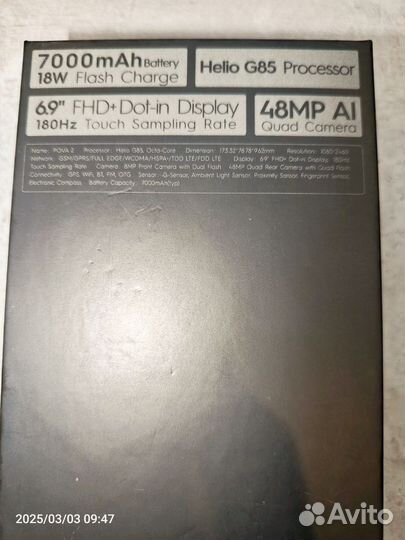 7000mAh Battery
18W Flash Charge
Helio G85 Processor
6.9" FHD+ Dot-in Display
180Hz Touch Sampling Rate
48MP AI
Quad Camera
Name : POVA 2 Processor : Helio G85, Octa-Core Dimension : 173.32*78.78*9.62mm Resolution : 1080*2460
Network : GSM/GPRS/FULL EDGE/WCDMA/HSPA+/TDD LTE/FDD LTE Display : 6.9" FHD+ Dot-in Display, 180Hz
Touch Sampling Rate Camera : 8MP Front Camera with Dual Flash 48MP Quad Rear Camera with Quad Flash
Connectivity : GPS, WiFi, BT, FM, OTG Sensor : G-Sensor, Ambient Light Sensor, Proximity Sensor, Fingerprint Sensor,
Electronic Compass Battery Capacity : 7000mAh(typ)
2025/03/03 09:47
Avito